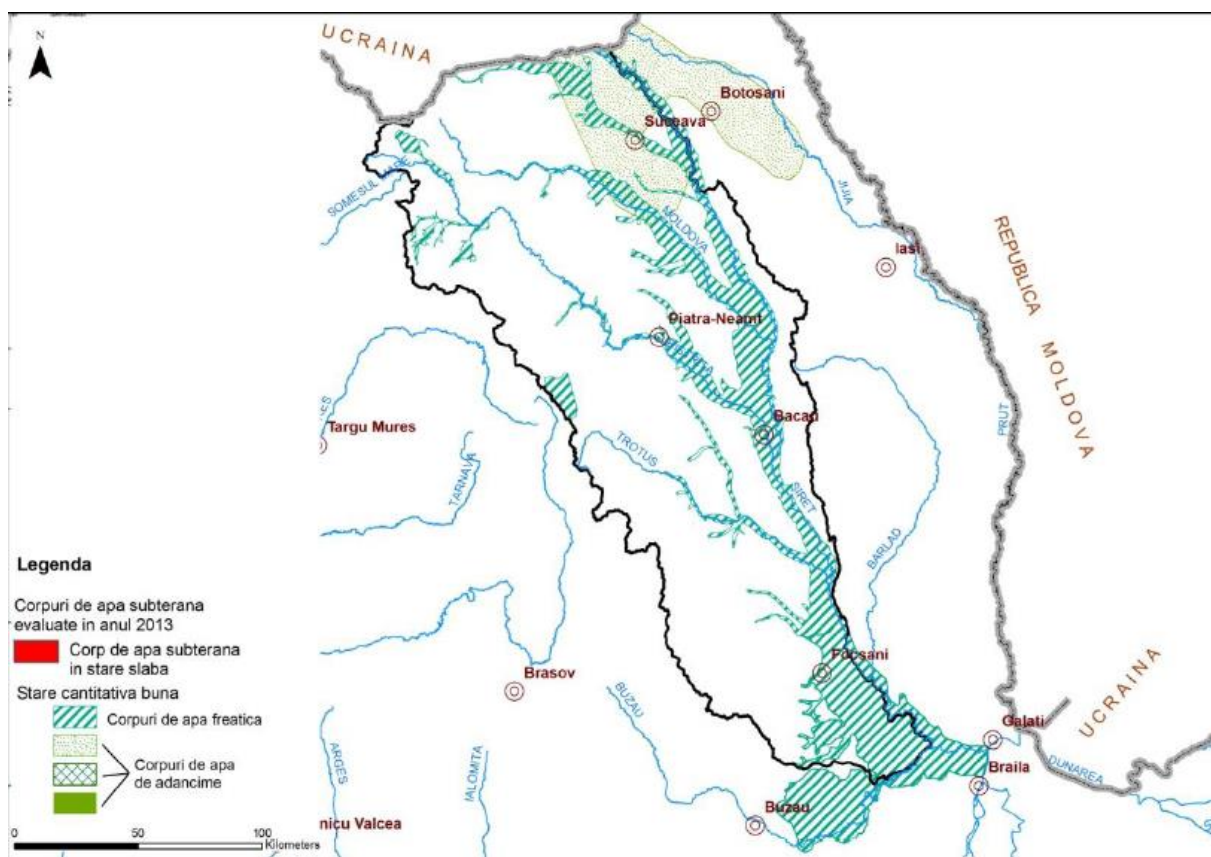 N
UCRAINA
Botosani
Suceava
SOMESUL MARE
JIJIA
MOLDOVA
Iasi
REPUBLICA
MOLDOVA
Piatra-Neamt
BISTRITA
PRUT
Targu Mures
Bacau
TROTUS
TARNAVA
SIRET
BARLAD
Legenda
Corpuri de apa subterana
evaluate in anul 2013
Corp de apa subterana
in stare slaba
Stare cantitativa buna
Corpuri de apa freatica
Corpuri de apa
de adancime
Brasov
Focsani
UCRAINA
BUZAU
Galati
Braila
DUNAREA
ARGES
IALOMITA
Buzau
nicu Valcea
0 50 100
Kilometers